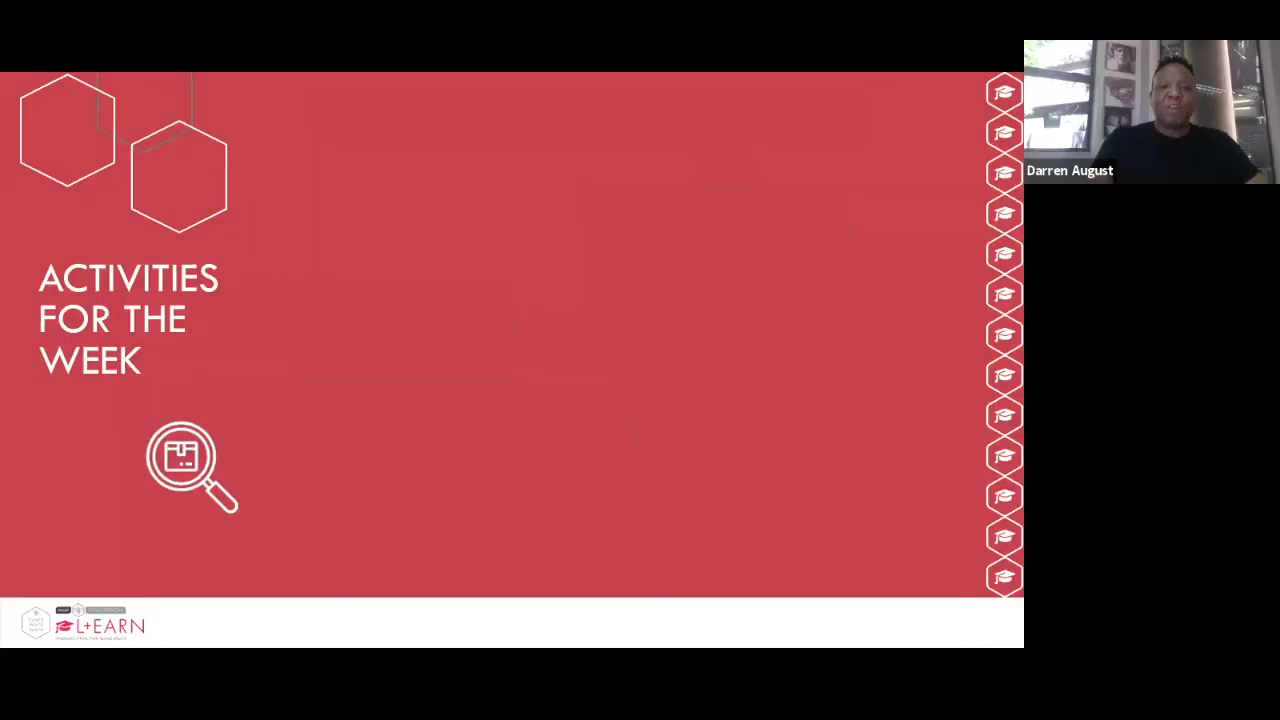 ACTIVITIES
FOR THE
WEEK
Darren August
L+EARN